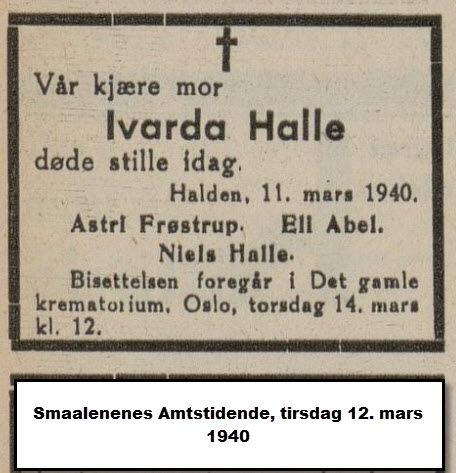 Vår kjære mor
Ivarda Halle
døde stille idag.
Halden, 11. mars 1940.
Astri Frøstrup. Eli Abel.
Niels Halle.
Bisettelsen foregår i Det gamle
krematorium, Oslo, torsdag 14. mars
kl. 12.
Smaalenenes Amtstidende, tirsdag 12. mars
1940